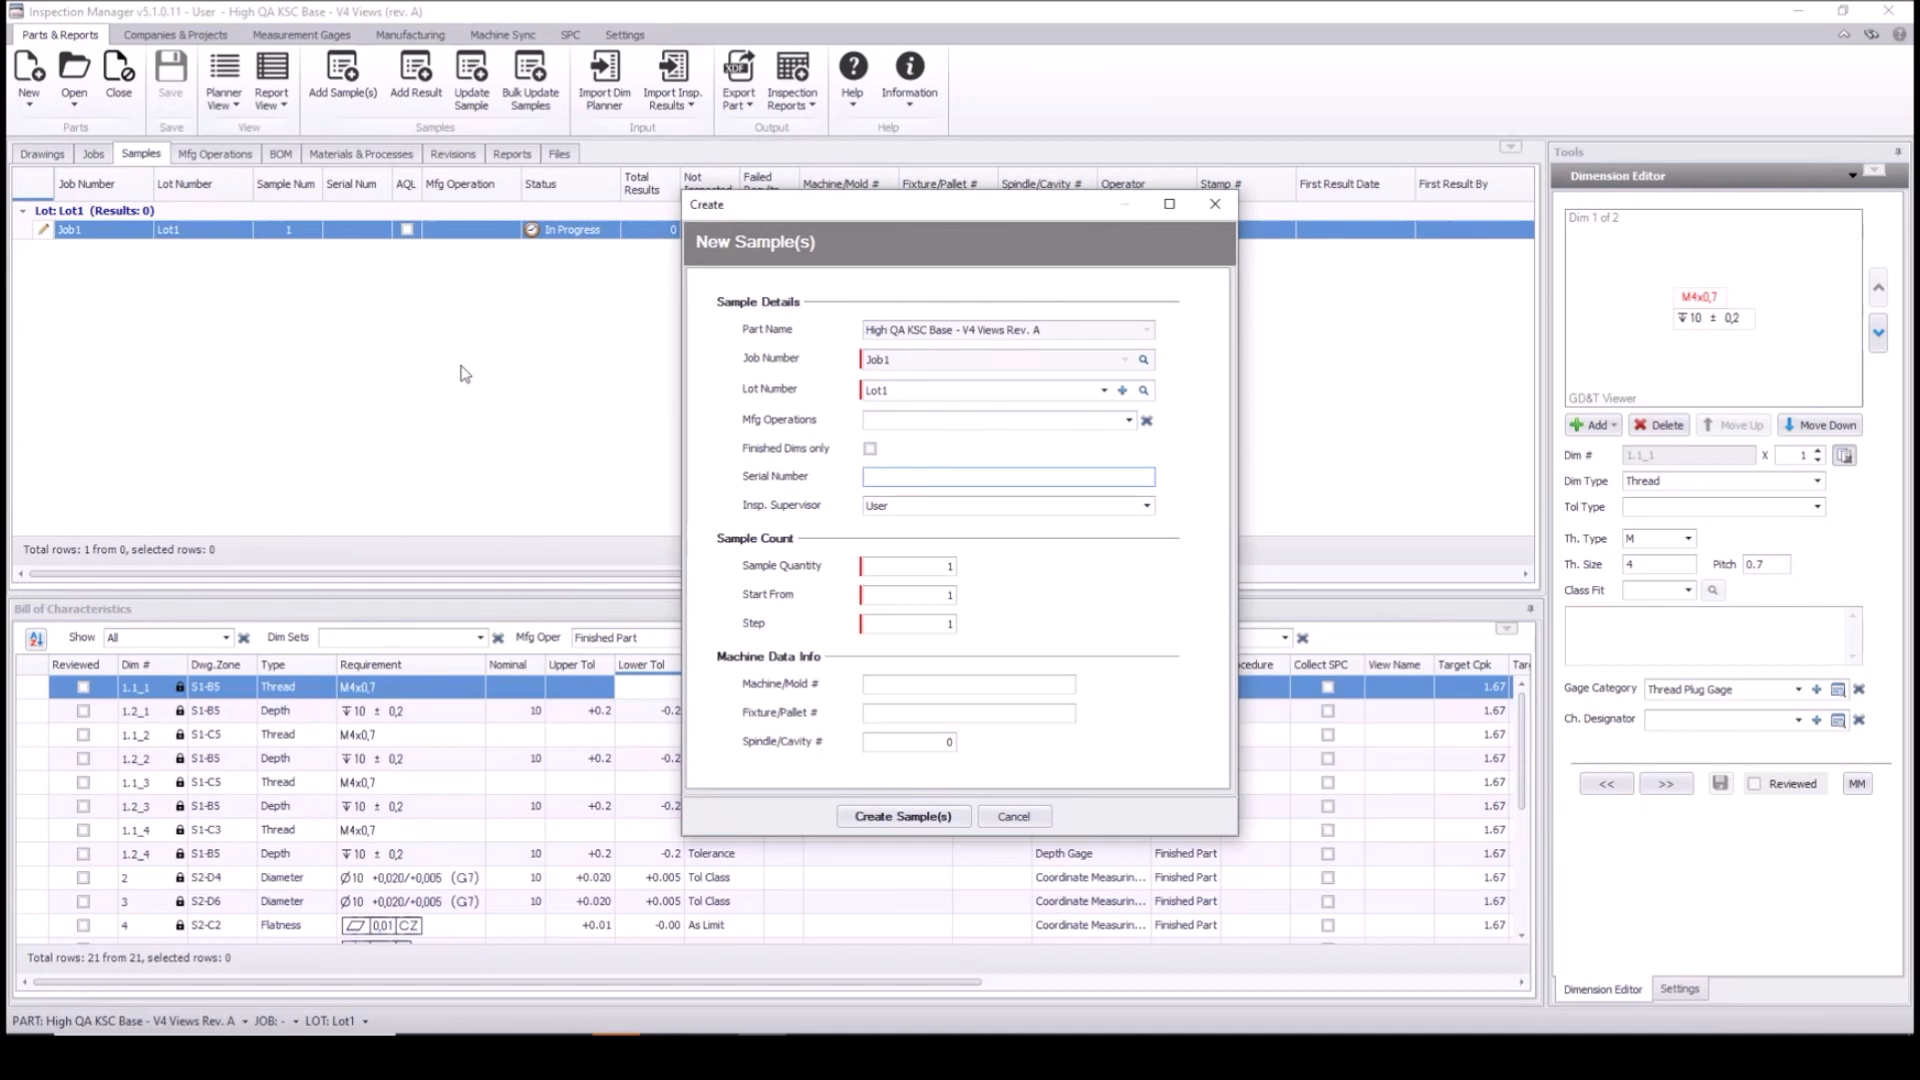 Inspection Manager v5.1.0.11 - User - High QA KSC Base - V4 Views (rev. A)
Parts & Reports Companies & Projects Measurement Gages Manufacturing Machine Sync SPC Settings
New Open Close Save Planner View Report View Add Sample(s) Add Result Update Sample Bulk Update Samples Import Dim Planner Import Insp. Results Export Part Inspection Reports Help Information
Parts Save View Samples Input Output Help
Drawings Jobs Samples Mfg Operations BOM Materials & Processes Revisions Reports Files
Job Number Lot Number Sample Num Serial Num AQL Mfg Operation Status Total Results Not Failed Machine/Mold # Fixture/Pallet # Spindle/Cavity # Operator Stamp # First Result Date First Result By
Lot: Lot1 (Results: 0)
Job1 Lot1 1 In Progress 0
Total rows: 1 from 0, selected rows: 0
Create
New Sample(s)
Sample Details
Part Name High QA KSC Base - V4 Views Rev. A
Job Number Job1
Lot Number Lot1
Mfg Operations
Finished Dims only
Serial Number
Insp. Supervisor User
Sample Count
Sample Quantity 1
Start From 1
Step 1
Machine Data Info
Machine/Mold #
Fixture/Pallet #
Spindle/Cavity # 0
Create Sample(s) Cancel
Bill of Characteristics
Show All Dim Sets Mfg Oper Finished Part
Reviewed Dim # Dwg.Zone Type Requirement Nominal Upper Tol Lower Tol cedure Collect SPC View Name Target Cpk
1.1_1 S1-B5 Thread M4x0,7 1.67
1.2_1 S1-B5 Depth ↧10 ± 0,2 10 +0.2 -0.2 1.67
1.1_2 S1-C5 Thread M4x0,7 1.67
1.2_2 S1-B5 Depth ↧10 ± 0,2 10 +0.2 -0.2 1.67
1.1_3 S1-C5 Thread M4x0,7 1.67
1.2_3 S1-B5 Depth ↧10 ± 0,2 10 +0.2 -0.2 1.67
1.1_4 S1-C3 Thread M4x0,7 1.67
1.2_4 S1-B5 Depth ↧10 ± 0,2 10 +0.2 -0.2 Tolerance Depth Gage Finished Part 1.67
2 S2-D4 Diameter Ø10 +0,020/+0,005 (G7) 10 +0.020 +0.005 Tol Class Coordinate Measurin... Finished Part 1.67
3 S2-D6 Diameter Ø10 +0,020/+0,005 (G7) 10 +0.020 +0.005 Tol Class Coordinate Measurin... Finished Part 1.67
4 S2-C2 Flatness ⏥ 0,01 CZ +0.01 -0.00 As Limit Coordinate Measurin... Finished Part 1.67
Total rows: 21 from 21, selected rows: 0
PART: High QA KSC Base - V4 Views Rev. A JOB: - LOT: Lot1
Tools
Dimension Editor
Dim 1 of 2
M4x0,7
↧10 ± 0,2
GD&T Viewer
Add Delete Move Up Move Down
Dim # 1.1_1 X 1
Dim Type Thread
Tol Type
Th. Type M
Th. Size 4 Pitch 0.7
Class Fit
Gage Category Thread Plug Gage
Ch. Designator
<< >> Reviewed MM
Dimension Editor Settings